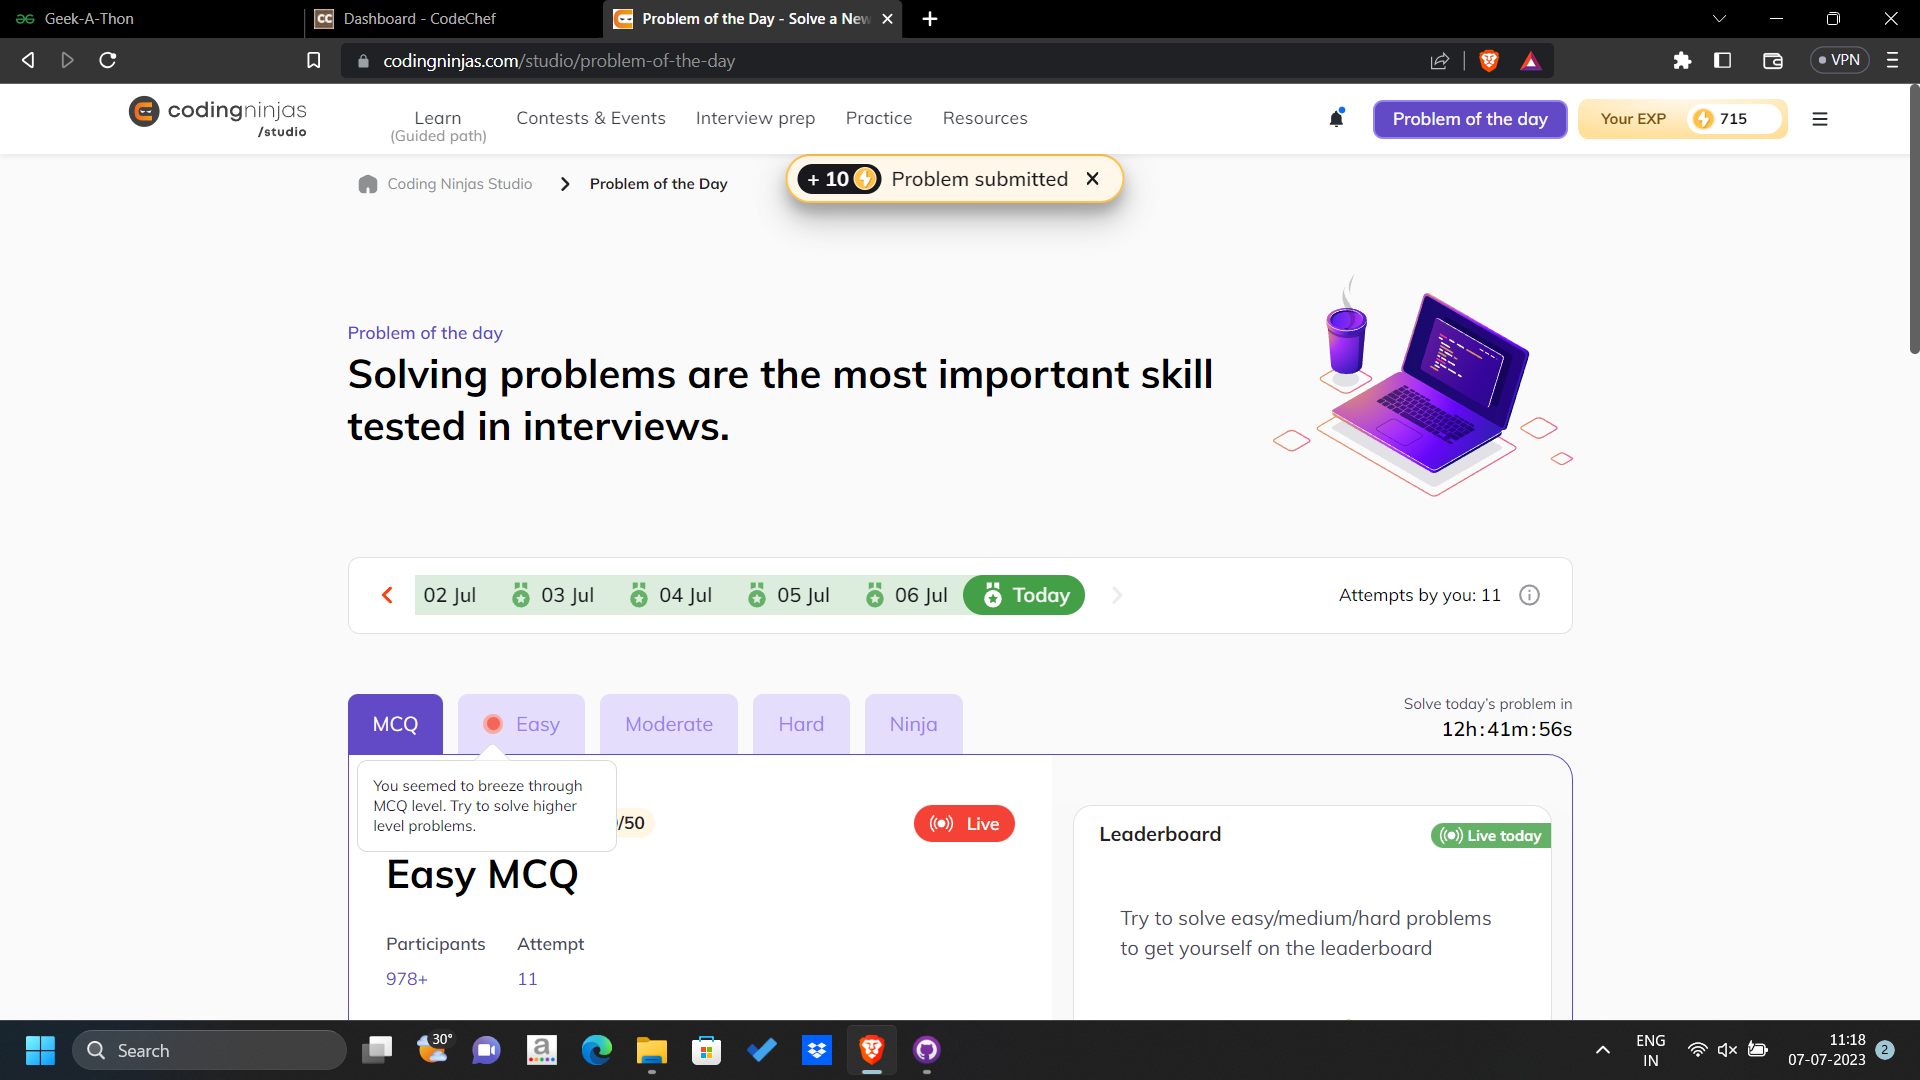 Geek-A-Thon
CC Dashboard - CodeChef
Problem of the Day - Solve a New
codingninjas.com/studio/problem-of-the-day
VPN
codingninjas
/studio
Learn
(Guided path)
Contests & Events
Interview prep
Practice
Resources
Problem of the day
Your EXP 715
Coding Ninjas Studio
Problem of the Day
+ 10 Problem submitted
Problem of the day
Solving problems are the most important skill
tested in interviews.
02 Jul 03 Jul 04 Jul 05 Jul 06 Jul Today
Attempts by you: 11
MCQ Easy Moderate Hard Ninja
Solve today's problem in
12h:41m:56s
You seemed to breeze through
MCQ level. Try to solve higher
level problems.
/50
Live
Easy MCQ
Participants Attempt
978+ 11
Leaderboard
Live today
Try to solve easy/medium/hard problems
to get yourself on the leaderboard
Search
30°
a
ENG
IN
11:18
07-07-2023
2